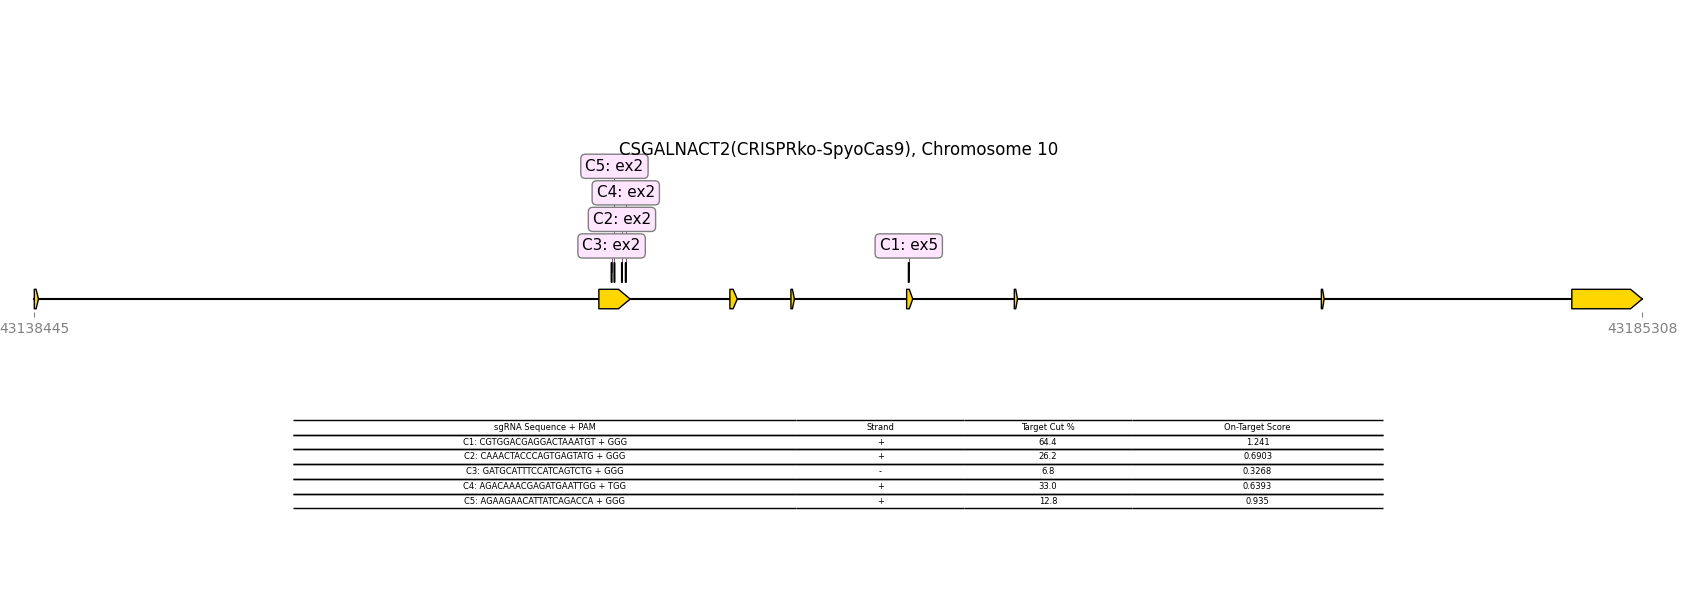 CSGALNACT2(CRISPRko-SpyoCas9), Chromosome 10
C5: ex2
C4: ex2
C2: ex2
C3: ex2
C1: ex5
43138445
43185308
sgRNA Sequence + PAM Strand Target Cut % On-Target Score
C1: CGTGGACGAGGACTAAATGT + GGG + 64.4 1.241
C2: CAAACTACCCAGTGAGTATG + GGG + 26.2 0.6903
C3: GATGCATTTCCATCAGTCTG + GGG - 6.8 0.3268
C4: AGACAAACGAGATGAATTGG + TGG + 33.0 0.6393
C5: AGAAGAACATTATCAGACCA + GGG + 12.8 0.935